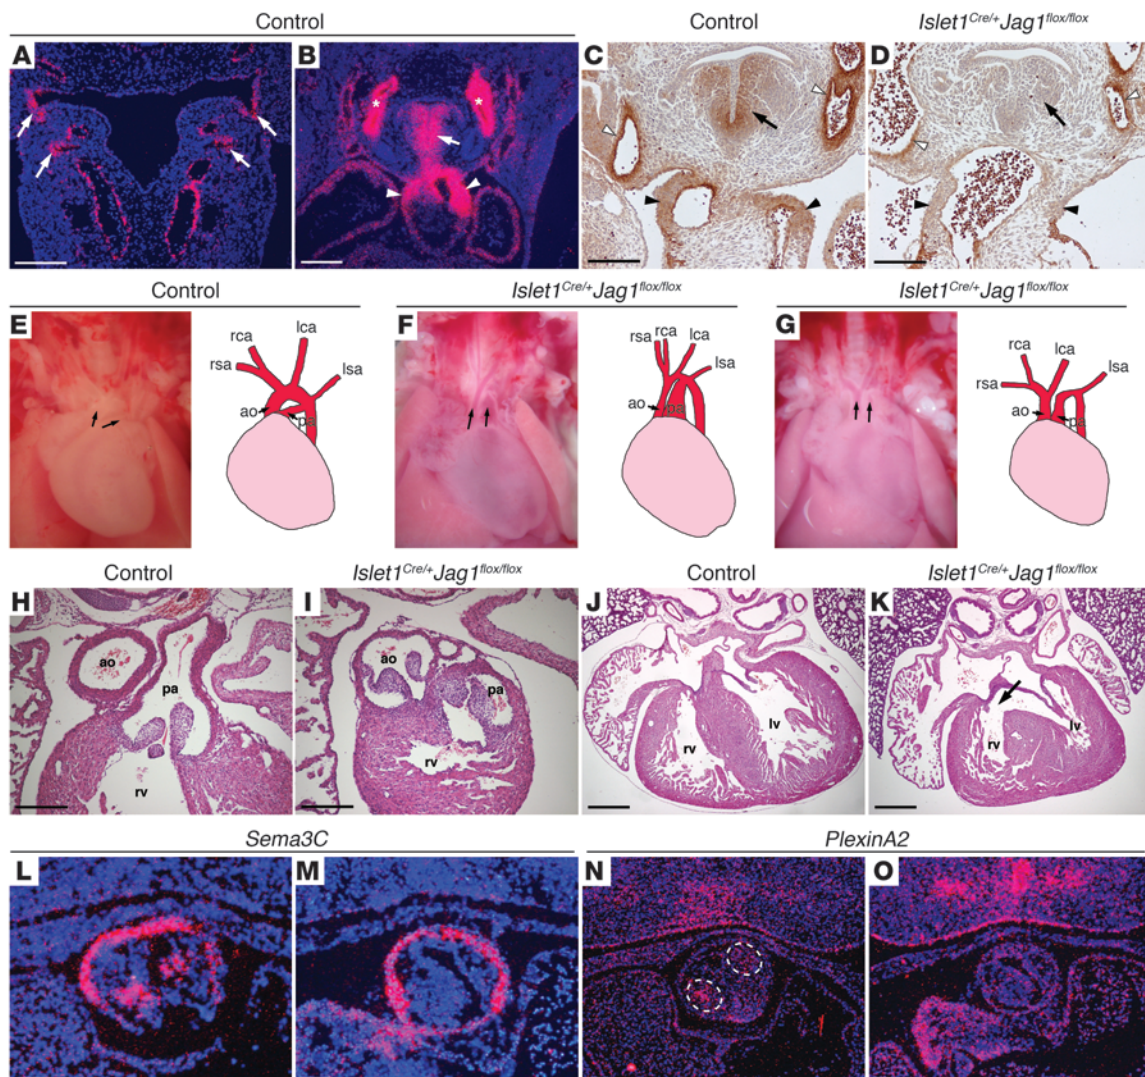 Control
Islet1Cre/+Jag1flox/flox
A
B
*
*
C
D
Control
Islet1Cre/+Jag1flox/flox
Islet1Cre/+Jag1flox/flox
E
rca
lca
rsa
lsa
ao
pa
F
rca
lca
rsa
lsa
ao
pa
G
rca
lca
rsa
lsa
ao
pa
Control
Islet1Cre/+Jag1flox/flox
Control
Islet1Cre/+Jag1flox/flox
H
ao
pa
rv
I
ao
pa
rv
J
lv
rv
K
lv
rv
Sema3C
PlexinA2
L
M
N
O